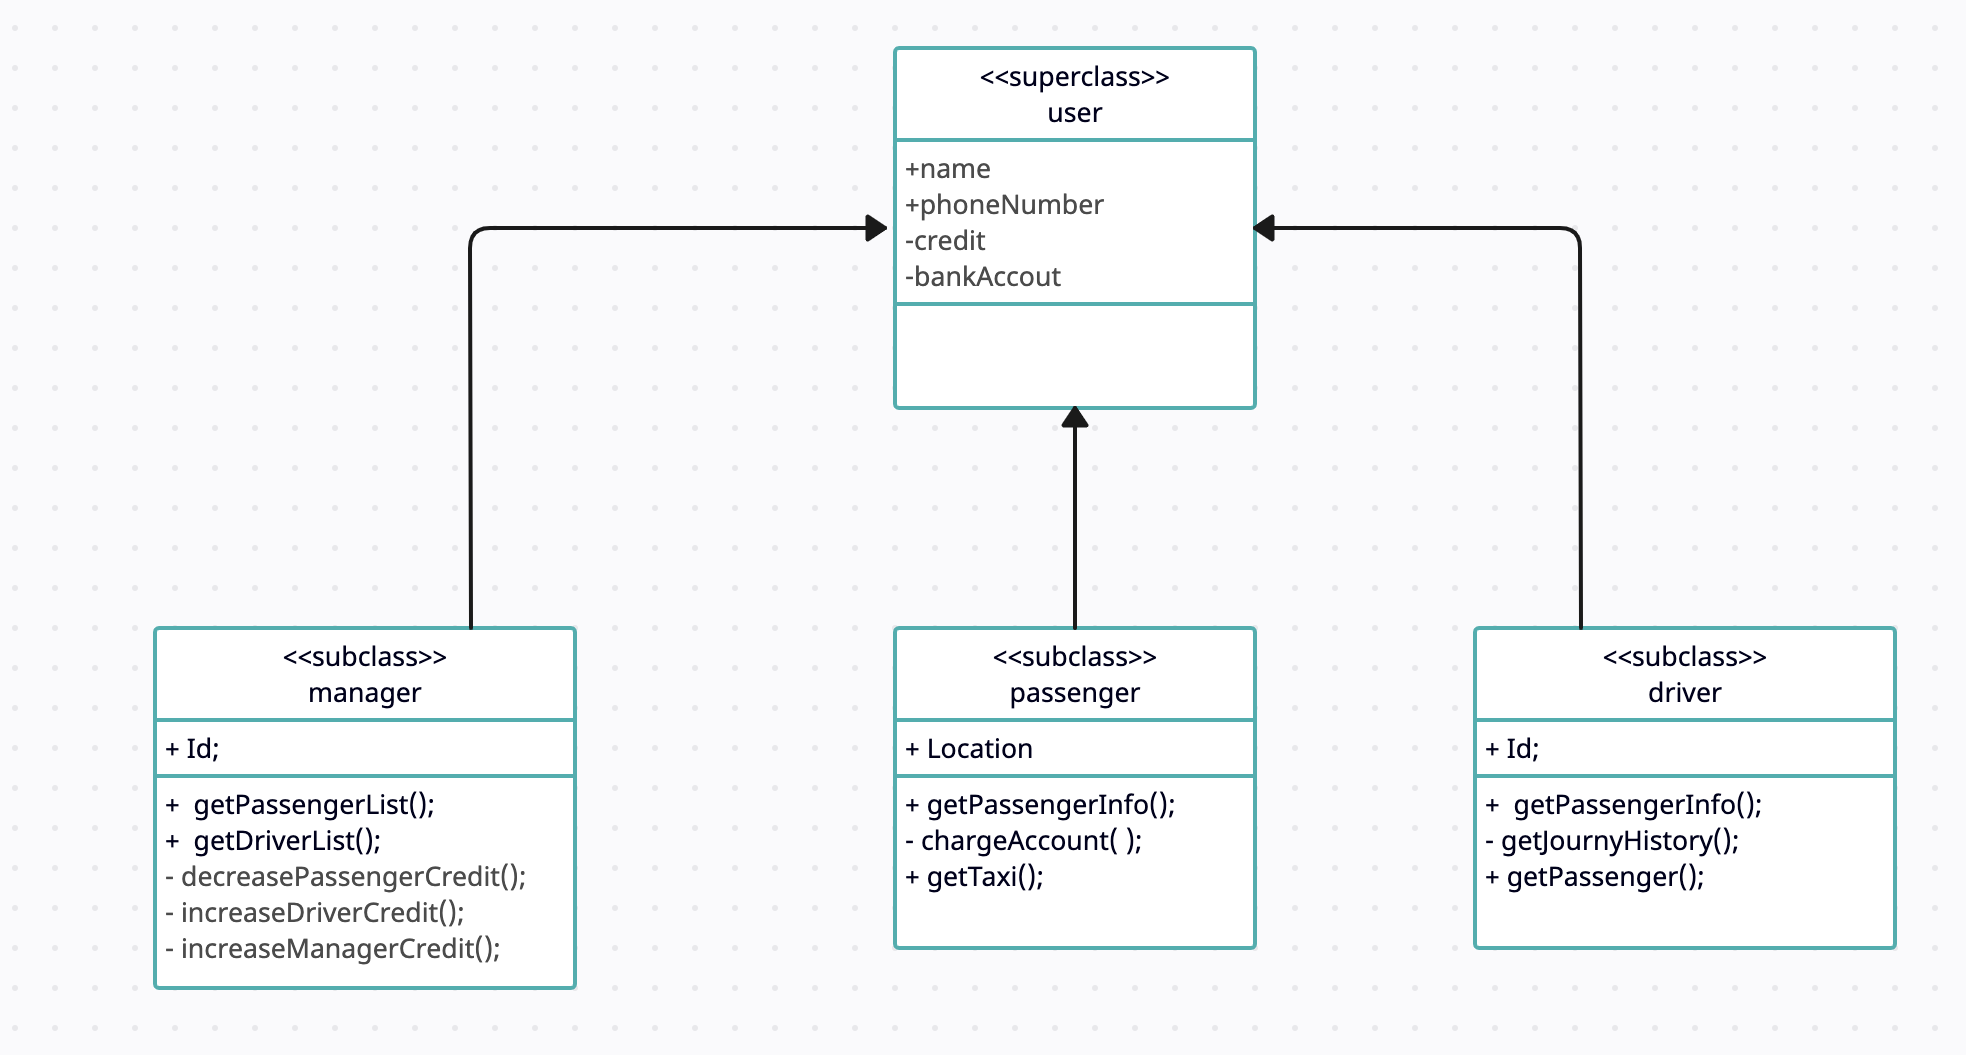 <<superclass>>
user
+name
+phoneNumber
-credit
-bankAccout
<<subclass>>
manager
+ Id;
+  getPassengerList();
+  getDriverList();
- decreasePassengerCredit();
- increaseDriverCredit();
- increaseManagerCredit();
<<subclass>>
passenger
+ Location
+ getPassengerInfo();
- chargeAccount( );
+ getTaxi();
<<subclass>>
driver
+ Id;
+  getPassengerInfo();
- getJournyHistory();
+ getPassenger();